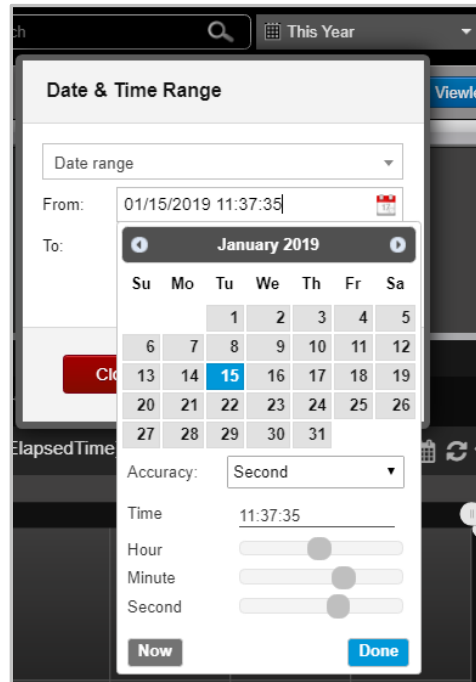 ch This Year
Date & Time Range
Viewle
Date range
From: 01/15/2019 11:37:35
To:
January 2019
Su Mo Tu We Th Fr Sa
1 2 3 4 5
6 7 8 9 10 11 12
13 14 15 16 17 18 19
20 21 22 23 24 25 26
27 28 29 30 31
Clo
ElapsedTime
Accuracy: Second
Time 11:37:35
Hour
Minute
Second
Now Done